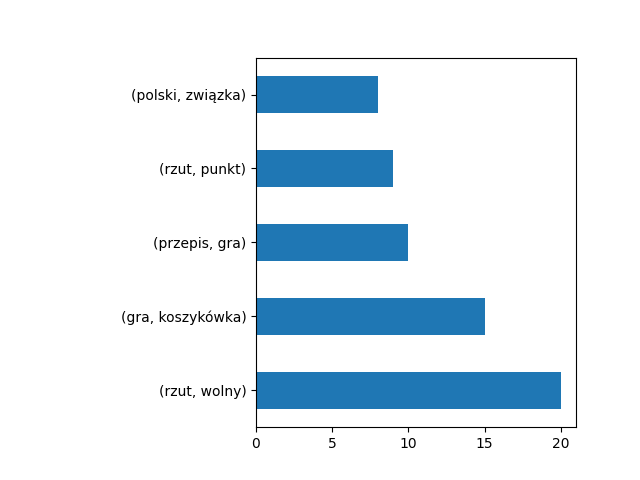 (polski, związka)
(rzut, punkt)
(przepis, gra)
(gra, koszykówka)
(rzut, wolny)
0 5 10 15 20